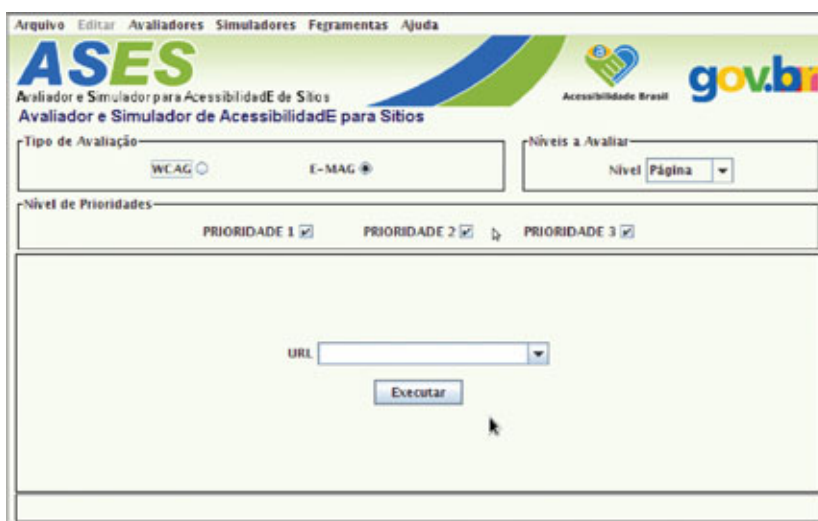 Arquivo Editar Avaliadores Simuladores Ferramentas Ajuda
ASES
Avaliador e Simulador para AcessibilidadE de Sítios
Acessibilidade Brasil
gov.br
Avaliador e Simulador de AcessibilidadE para Sítios
Tipo de Avaliação
Níveis a Avaliar
WCAG E-MAG
Nível Página
Nível de Prioridades
PRIORIDADE 1 PRIORIDADE 2 PRIORIDADE 3
URL
Executar